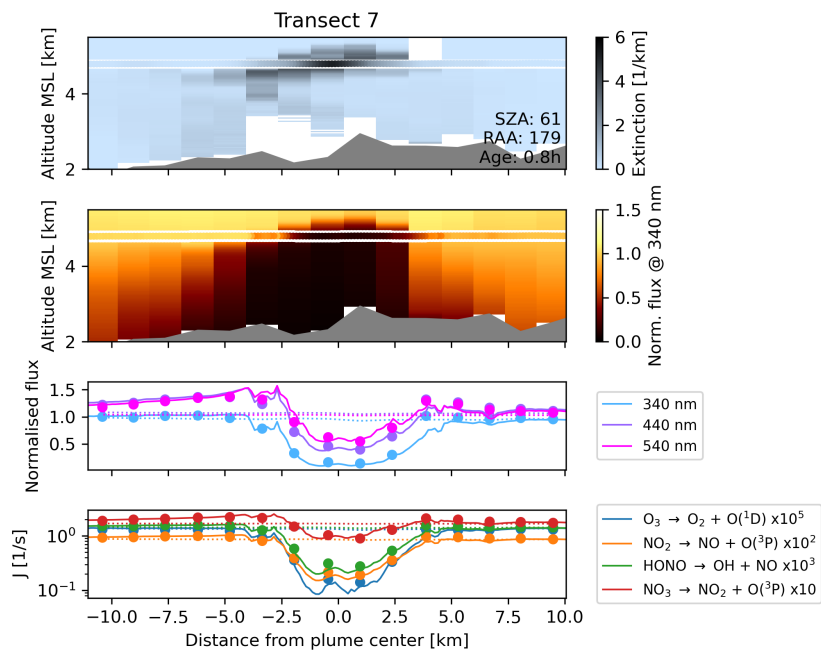 Transect 7
Altitude MSL [km]
4
2
SZA: 61
RAA: 179
Age: 0.8h
6
4
2
0
Extinction [1/km]
Altitude MSL [km]
4
2
1.5
1.0
0.5
0.0
Norm. flux @ 340 nm
Normalised flux
1.5
1.0
0.5
340 nm
440 nm
540 nm
J [1/s]
10⁰
10⁻¹
O₃ → O₂ + O(¹D) x10⁵
NO₂ → NO + O(³P) x10²
HONO → OH + NO x10³
NO₃ → NO₂ + O(³P) x10
−10.0 −7.5 −5.0 −2.5 0.0 2.5 5.0 7.5 10.0
Distance from plume center [km]